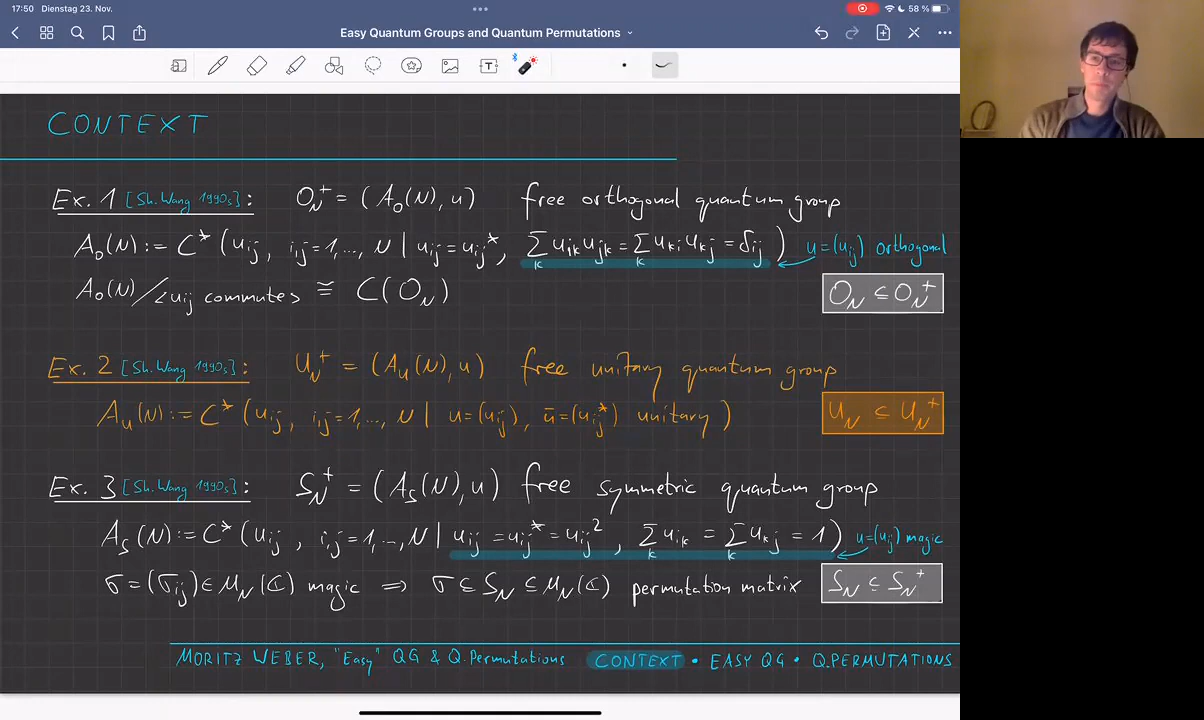 17:50 Dienstag 23. Nov. 58 %
Easy Quantum Groups and Quantum Permutations
CONTEXT
Ex. 1 [Sh. Wang 1990s]: O_N^+ = (A_o(N), u) free orthogonal quantum group
A_o(N) := C*(u_ij, i,j=1,...,N | u_ij = u_ij*, Σ_k u_ik u_jk = Σ_k u_ki u_kj = δ_ij) u=(u_ij) orthogonal
A_o(N)/<u_ij commutes ≅ C(O_N) O_N ⊆ O_N^+
Ex. 2 [Sh. Wang 1990s]: U_N^+ = (A_u(N), u) free unitary quantum group
A_u(N) := C*(u_ij, i,j=1,...,N | u=(u_ij), ū=(u_ij*) unitary) U_N ⊆ U_N^+
Ex. 3 [Sh. Wang 1990s]: S_N^+ = (A_s(N), u) free symmetric quantum group
A_s(N) := C*(u_ij, i,j=1,...,N | u_ij = u_ij* = u_ij², Σ_k u_ik = Σ_k u_kj = 1) u=(u_ij) magic
σ = (σ_ij) ∈ M_N(ℂ) magic ⟹ σ ⊆ S_N ⊆ M_N(ℂ) permutation matrix S_N ⊆ S_N^+
MORITZ WEBER, "Easy" QG & Q.Permutations CONTEXT • EASY QG • Q.PERMUTATIONS